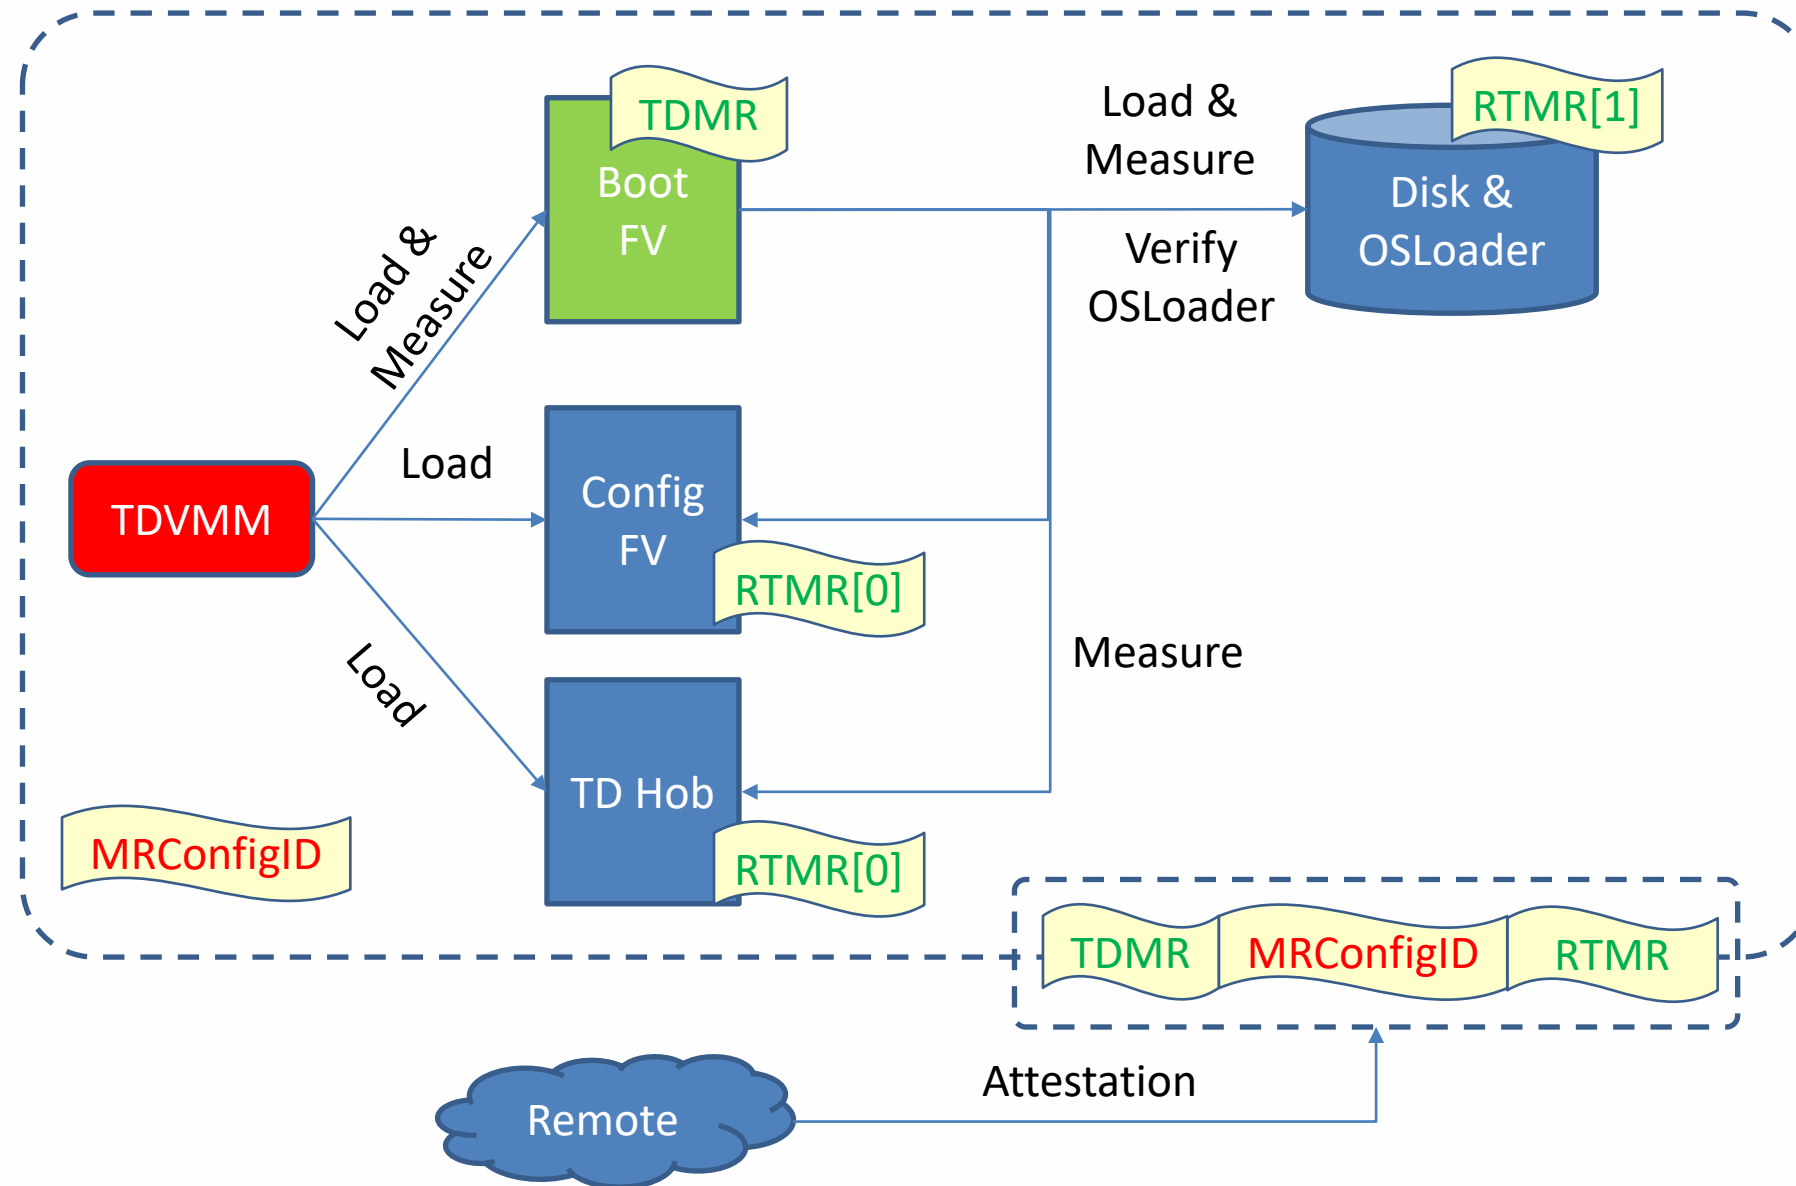 TDMR
Boot
FV
Load &
Measure
RTMR[1]
Disk &
OSLoader
Verify
OSLoader
Load &
Measure
Load
Config
FV
RTMR[0]
TDVMM
Measure
Load
TD Hob
RTMR[0]
MRConfigID
TDMR
MRConfigID
RTMR
Attestation
Remote